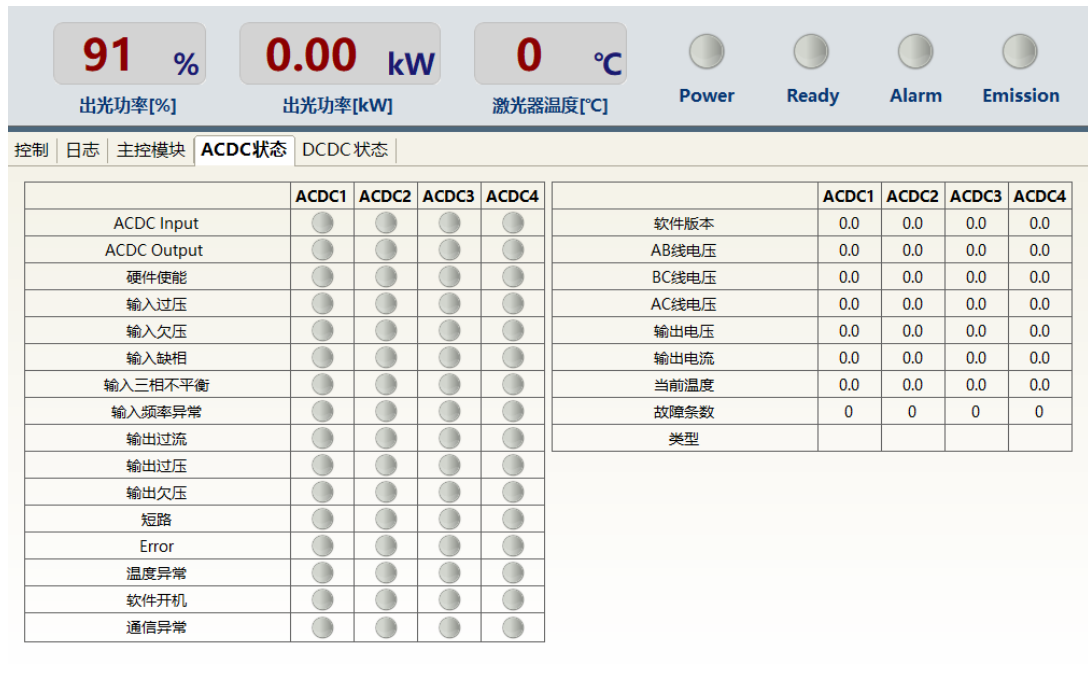 91 % 0.00 kW 0 ℃
出光功率[%] 出光功率[kW] 激光器温度[℃] Power Ready Alarm Emission
控制 日志 主控模块 ACDC状态 DCDC状态
ACDC1 ACDC2 ACDC3 ACDC4
ACDC Input
ACDC Output
硬件使能
输入过压
输入欠压
输入缺相
输入三相不平衡
输入频率异常
输出过流
输出过压
输出欠压
短路
Error
温度异常
软件开机
通信异常
ACDC1 ACDC2 ACDC3 ACDC4
软件版本 0.0 0.0 0.0 0.0
AB线电压 0.0 0.0 0.0 0.0
BC线电压 0.0 0.0 0.0 0.0
AC线电压 0.0 0.0 0.0 0.0
输出电压 0.0 0.0 0.0 0.0
输出电流 0.0 0.0 0.0 0.0
当前温度 0.0 0.0 0.0 0.0
故障条数 0 0 0 0
类型